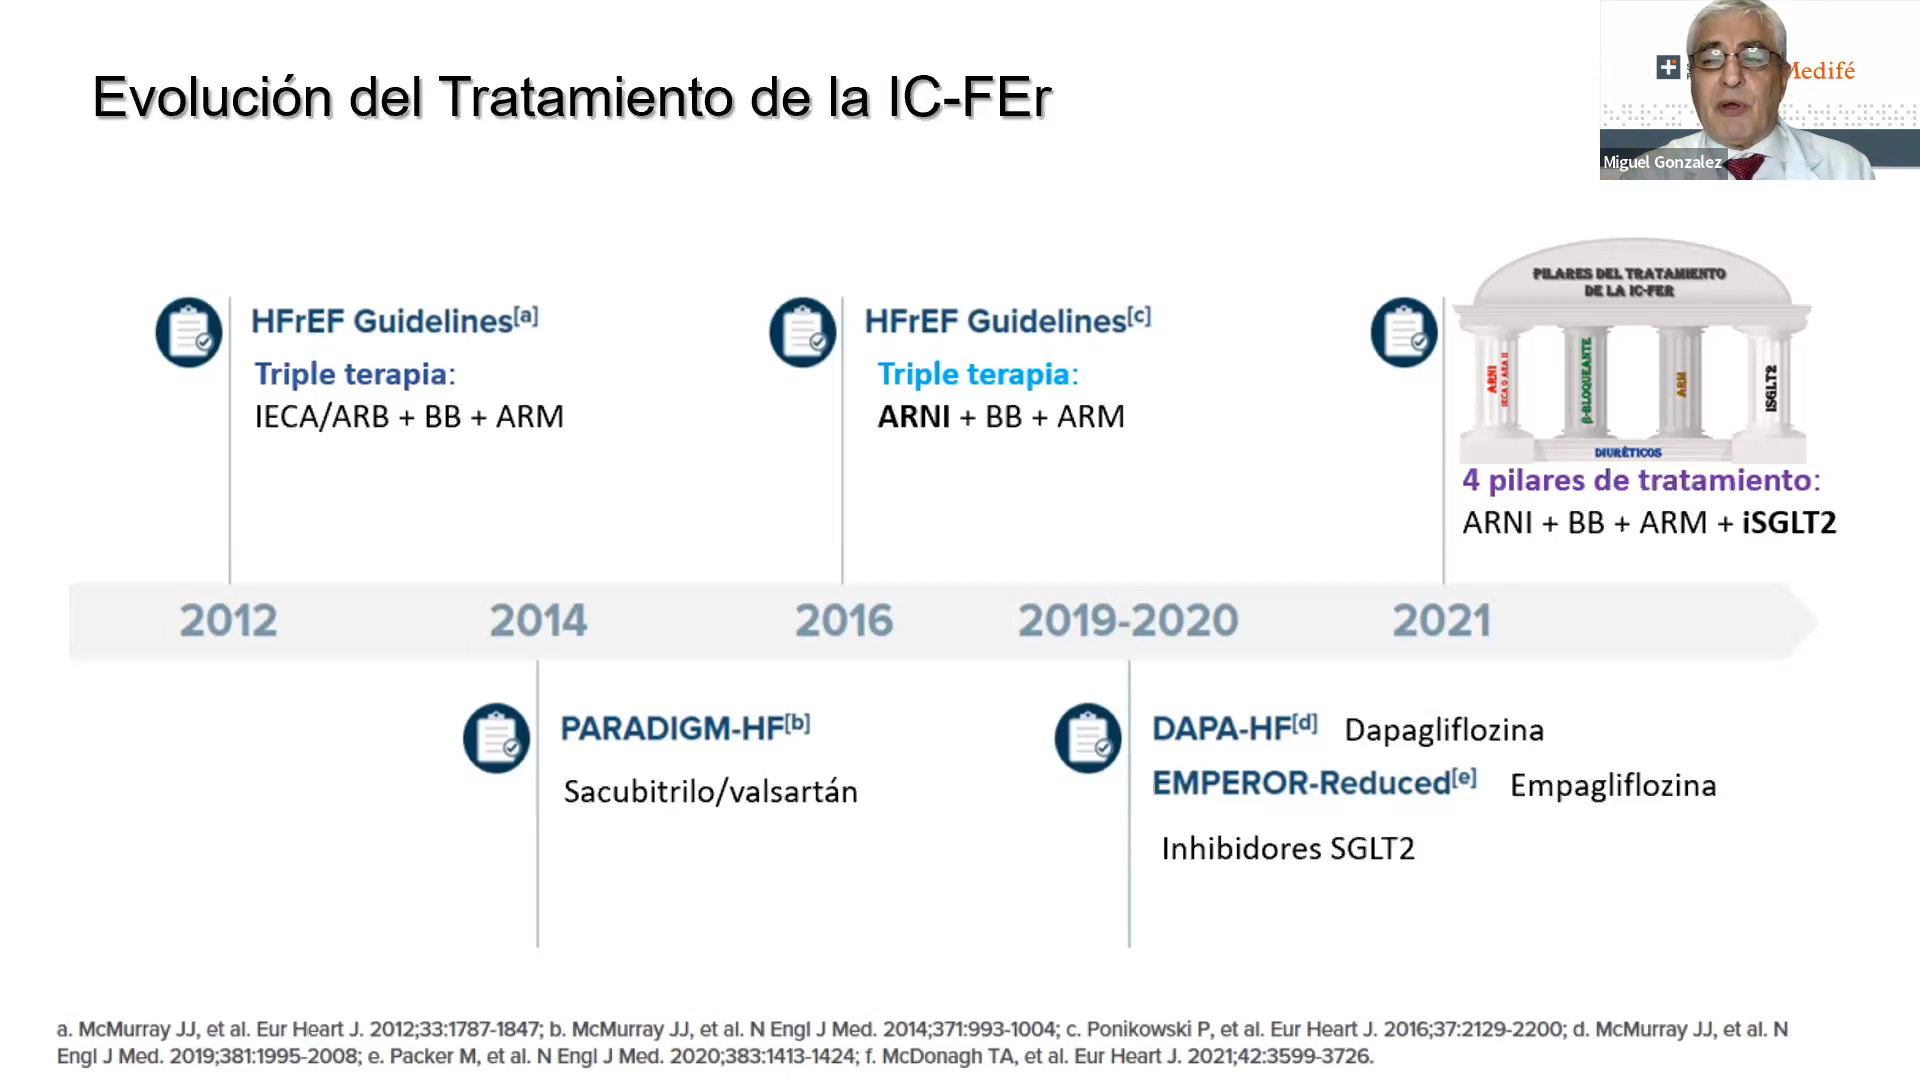 Evolución del Tratamiento de la IC-FEr
Medifé
Miguel Gonzalez
HFrEF Guidelines[a]
Triple terapia:
IECA/ARB + BB + ARM
HFrEF Guidelines[c]
Triple terapia:
ARNI + BB + ARM
PILARES DEL TRATAMIENTO
DE LA IC-FER
ARNI
IECA O ARA II
β-BLOQUEANTE
ARM
ISGLT2
DIURÉTICOS
4 pilares de tratamiento:
ARNI + BB + ARM + iSGLT2
2012 2014 2016 2019-2020 2021
PARADIGM-HF[b]
Sacubitrilo/valsartán
DAPA-HF[d] Dapagliflozina
EMPEROR-Reduced[e] Empagliflozina
Inhibidores SGLT2
a. McMurray JJ, et al. Eur Heart J. 2012;33:1787-1847; b. McMurray JJ, et al. N Engl J Med. 2014;371:993-1004; c. Ponikowski P, et al. Eur Heart J. 2016;37:2129-2200; d. McMurray JJ, et al. N
Engl J Med. 2019;381:1995-2008; e. Packer M, et al. N Engl J Med. 2020;383:1413-1424; f. McDonagh TA, et al. Eur Heart J. 2021;42:3599-3726.